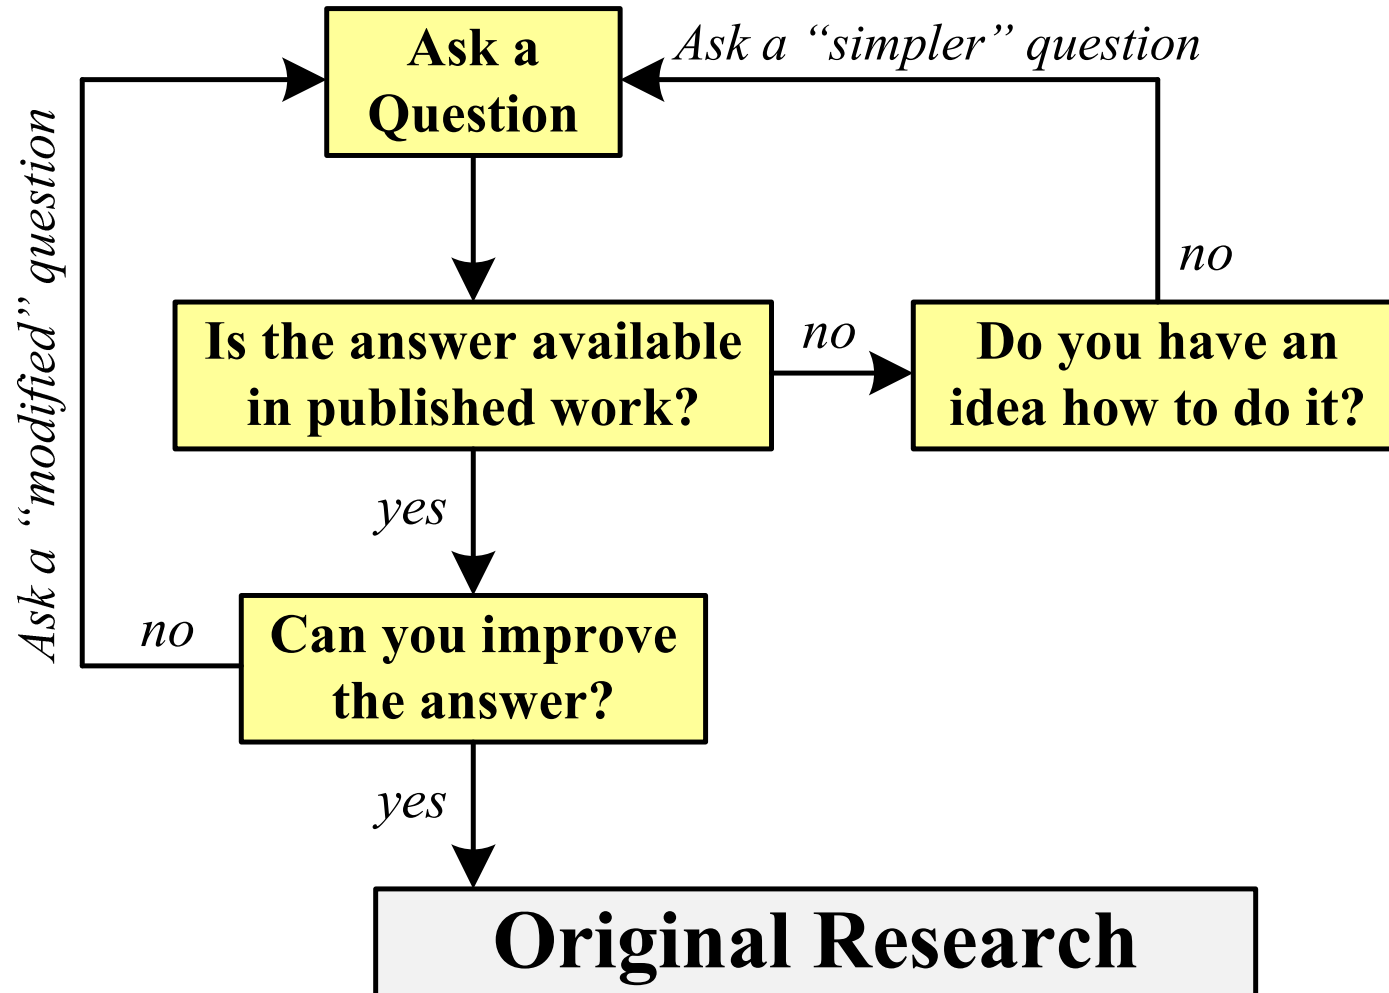 Ask a
Question
Ask a “simpler” question
Ask a “modified” question
no
Is the answer available
in published work?
no
Do you have an
idea how to do it?
yes
no
Can you improve
the answer?
yes
Original Research